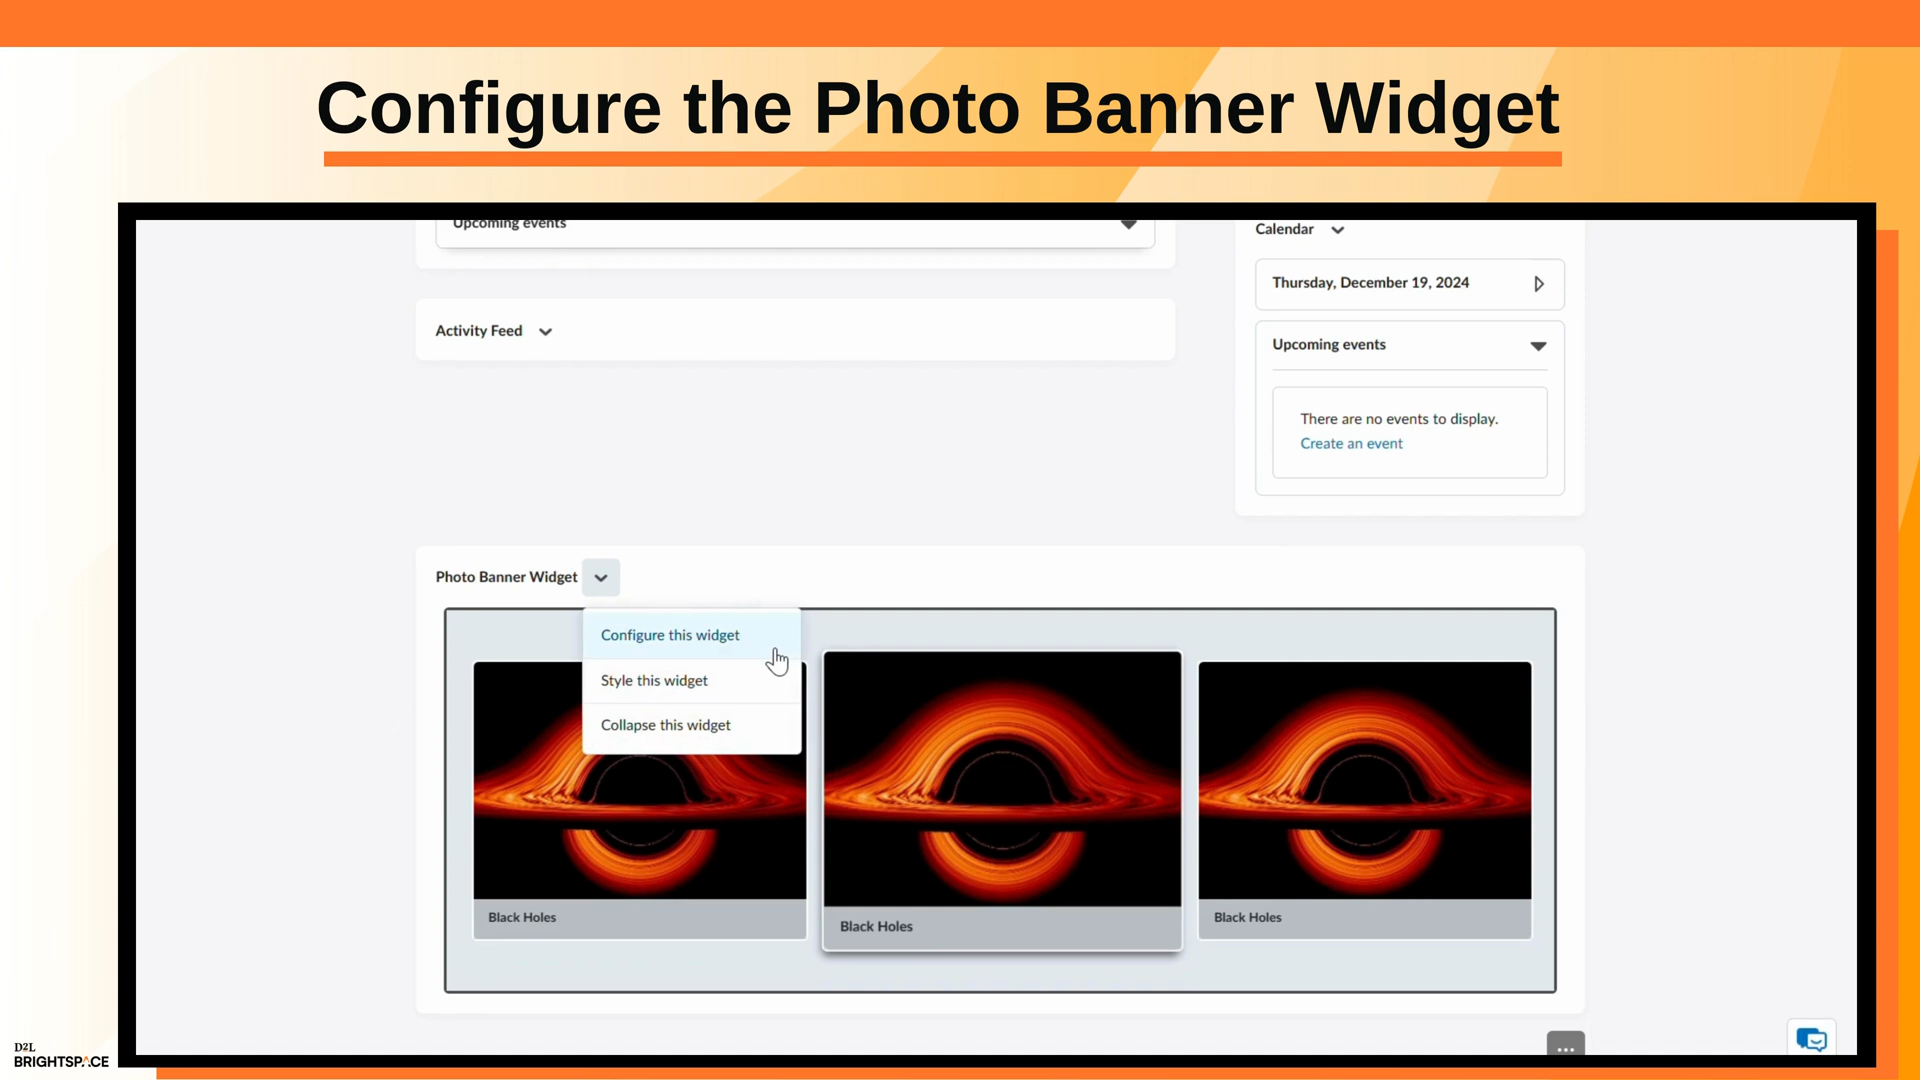 Configure the Photo Banner Widget
Upcoming events
Calendar
Thursday, December 19, 2024
Activity Feed
Upcoming events
There are no events to display.
Create an event
Photo Banner Widget
Configure this widget
Style this widget
Collapse this widget
Black Holes
Black Holes
Black Holes
...
D2L
BRIGHTSPACE